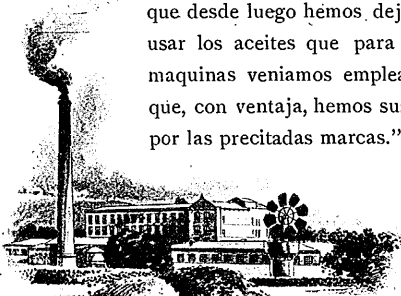 que desde luego hémos dej
usar los aceites que para
maquinas veniamos emplea
que, con ventaja, hemos su
por las precitadas marcas.”